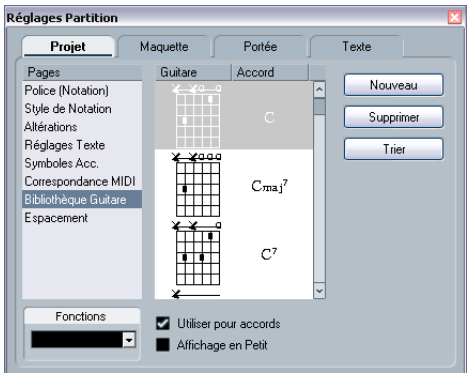 Réglages Partition
Projet
Maquette
Portée
Texte
Pages
Police (Notation)
Style de Notation
Altérations
Réglages Texte
Symboles Acc.
Correspondance MIDI
Bibliothèque Guitare
Espacement
Fonctions
Guitare
Accord
C
Cmaj7
C7
Utiliser pour accords
Affichage en Petit
Nouveau
Supprimer
Trier